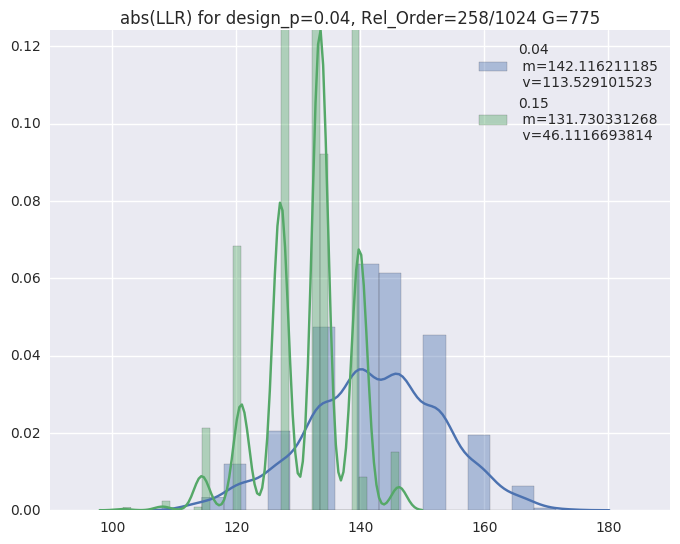 abs(LLR) for design_p=0.04, Rel_Order=258/1024 G=775
0.04
m=142.116211185
v=113.529101523
0.15
m=131.730331268
v=46.1116693814
0.12
0.10
0.08
0.06
0.04
0.02
0.00
100 120 140 160 180